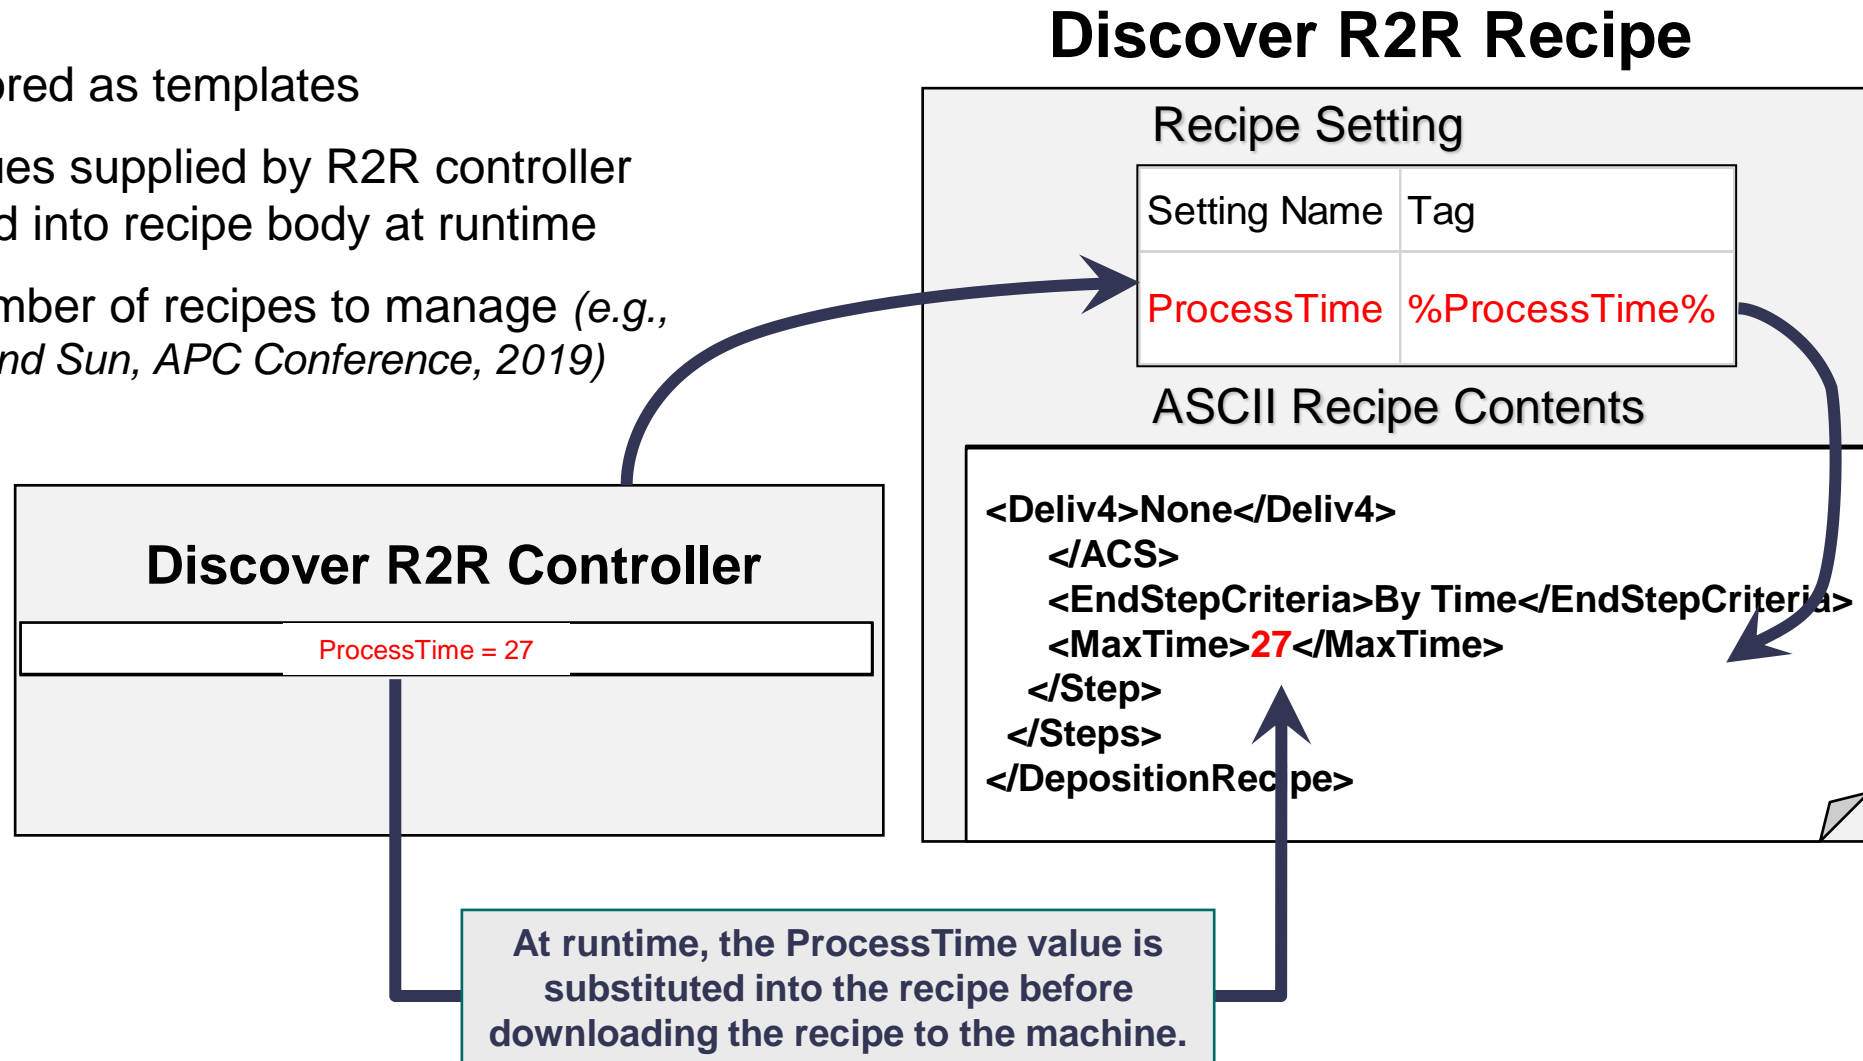 Discover R2R Recipe
ored as templates
ues supplied by R2R controller
d into recipe body at runtime
mber of recipes to manage (e.g.,
nd Sun, APC Conference, 2019)
Recipe Setting
Setting Name Tag
ProcessTime %ProcessTime%
ASCII Recipe Contents
<Deliv4>None</Deliv4>
</ACS>
<EndStepCriteria>By Time</EndStepCriteria>
<MaxTime>27</MaxTime>
</Step>
</Steps>
</DepositionRecipe>
Discover R2R Controller
ProcessTime = 27
At runtime, the ProcessTime value is
substituted into the recipe before
downloading the recipe to the machine.